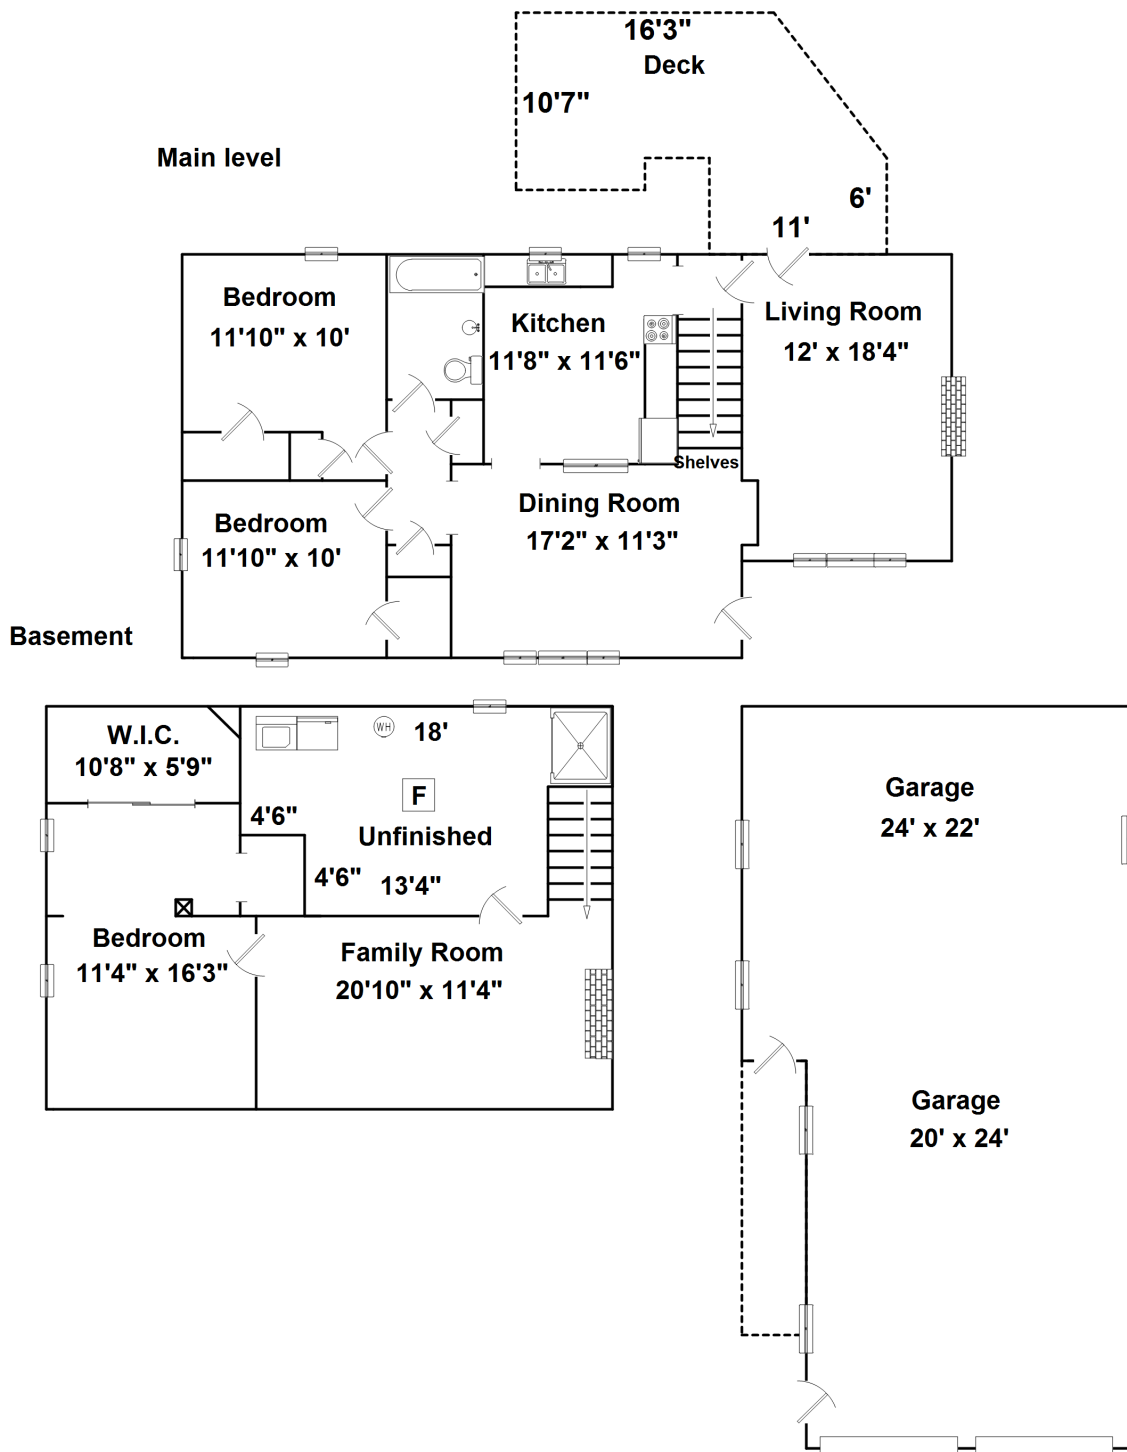 16'3"
Deck
10'7"
Main level
6'
11'
Bedroom
11'10" x 10'
Kitchen
11'8" x 11'6"
Living Room
12' x 18'4"
Shelves
Dining Room
17'2" x 11'3"
Bedroom
11'10" x 10'
Basement
W.I.C.
10'8" x 5'9"
WH
18'
F
4'6"
Unfinished
4'6"
13'4"
Bedroom
11'4" x 16'3"
Family Room
20'10" x 11'4"
Garage
24' x 22'
Garage
20' x 24'